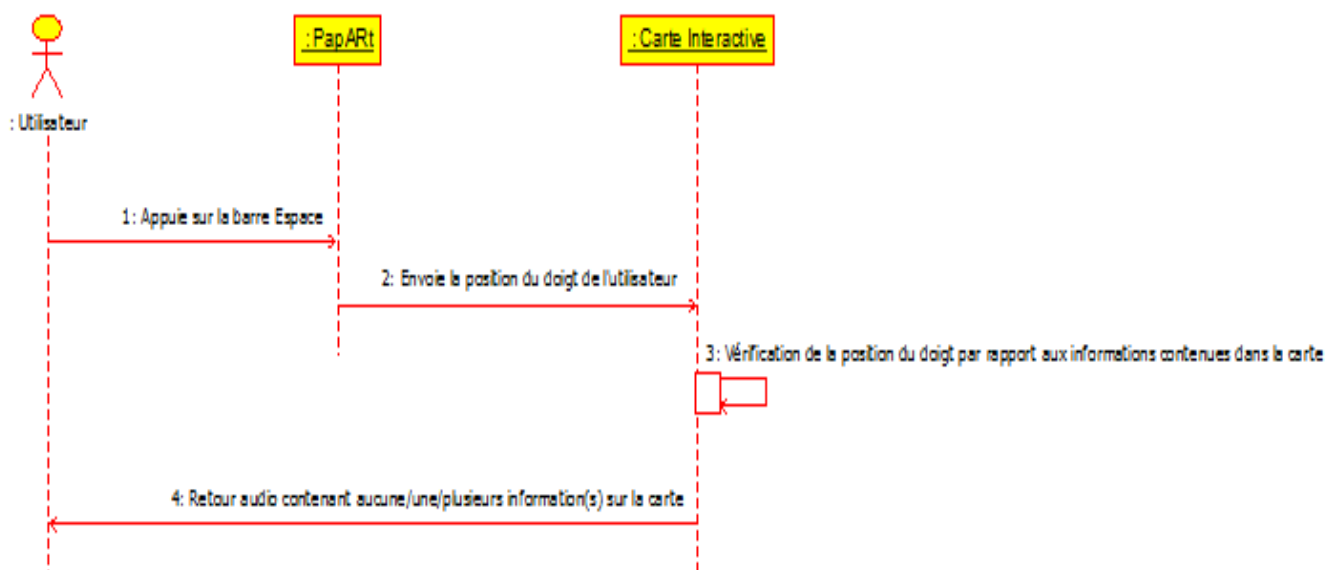 : PapARt
: Carte Interactive
: Utilisateur
1: Appuie sur la barre Espace
2: Envoie la position du doigt de l'utilisateur
3: Vérification de la position du doigt par rapport aux informations contenues dans la carte
4: Retour audio contenant aucune/une/plusieurs information(s) sur la carte